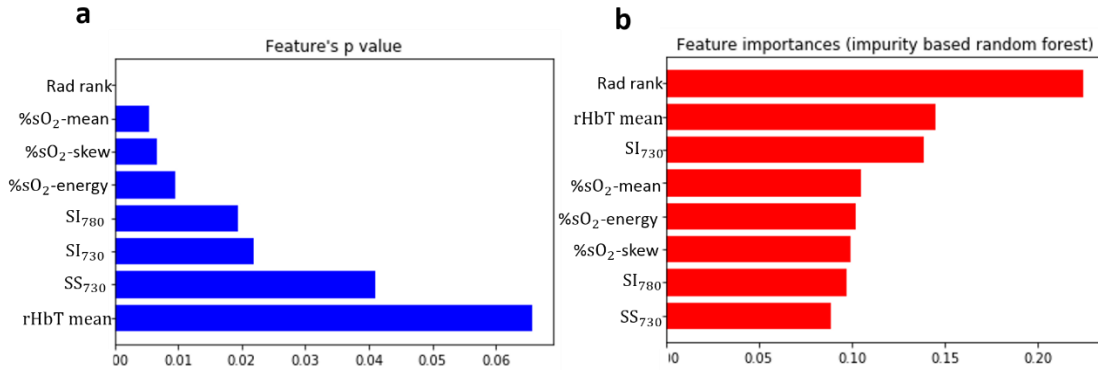 a
Feature's p value
Rad rank
%sO₂-mean
%sO₂-skew
%sO₂-energy
SI₇₈₀
SI₇₃₀
SS₇₃₀
rHbT mean
00 0.01 0.02 0.03 0.04 0.05 0.06
b
Feature importances (impurity based random forest)
Rad rank
rHbT mean
SI₇₃₀
%sO₂-mean
%sO₂-energy
%sO₂-skew
SI₇₈₀
SS₇₃₀
00 0.05 0.10 0.15 0.20